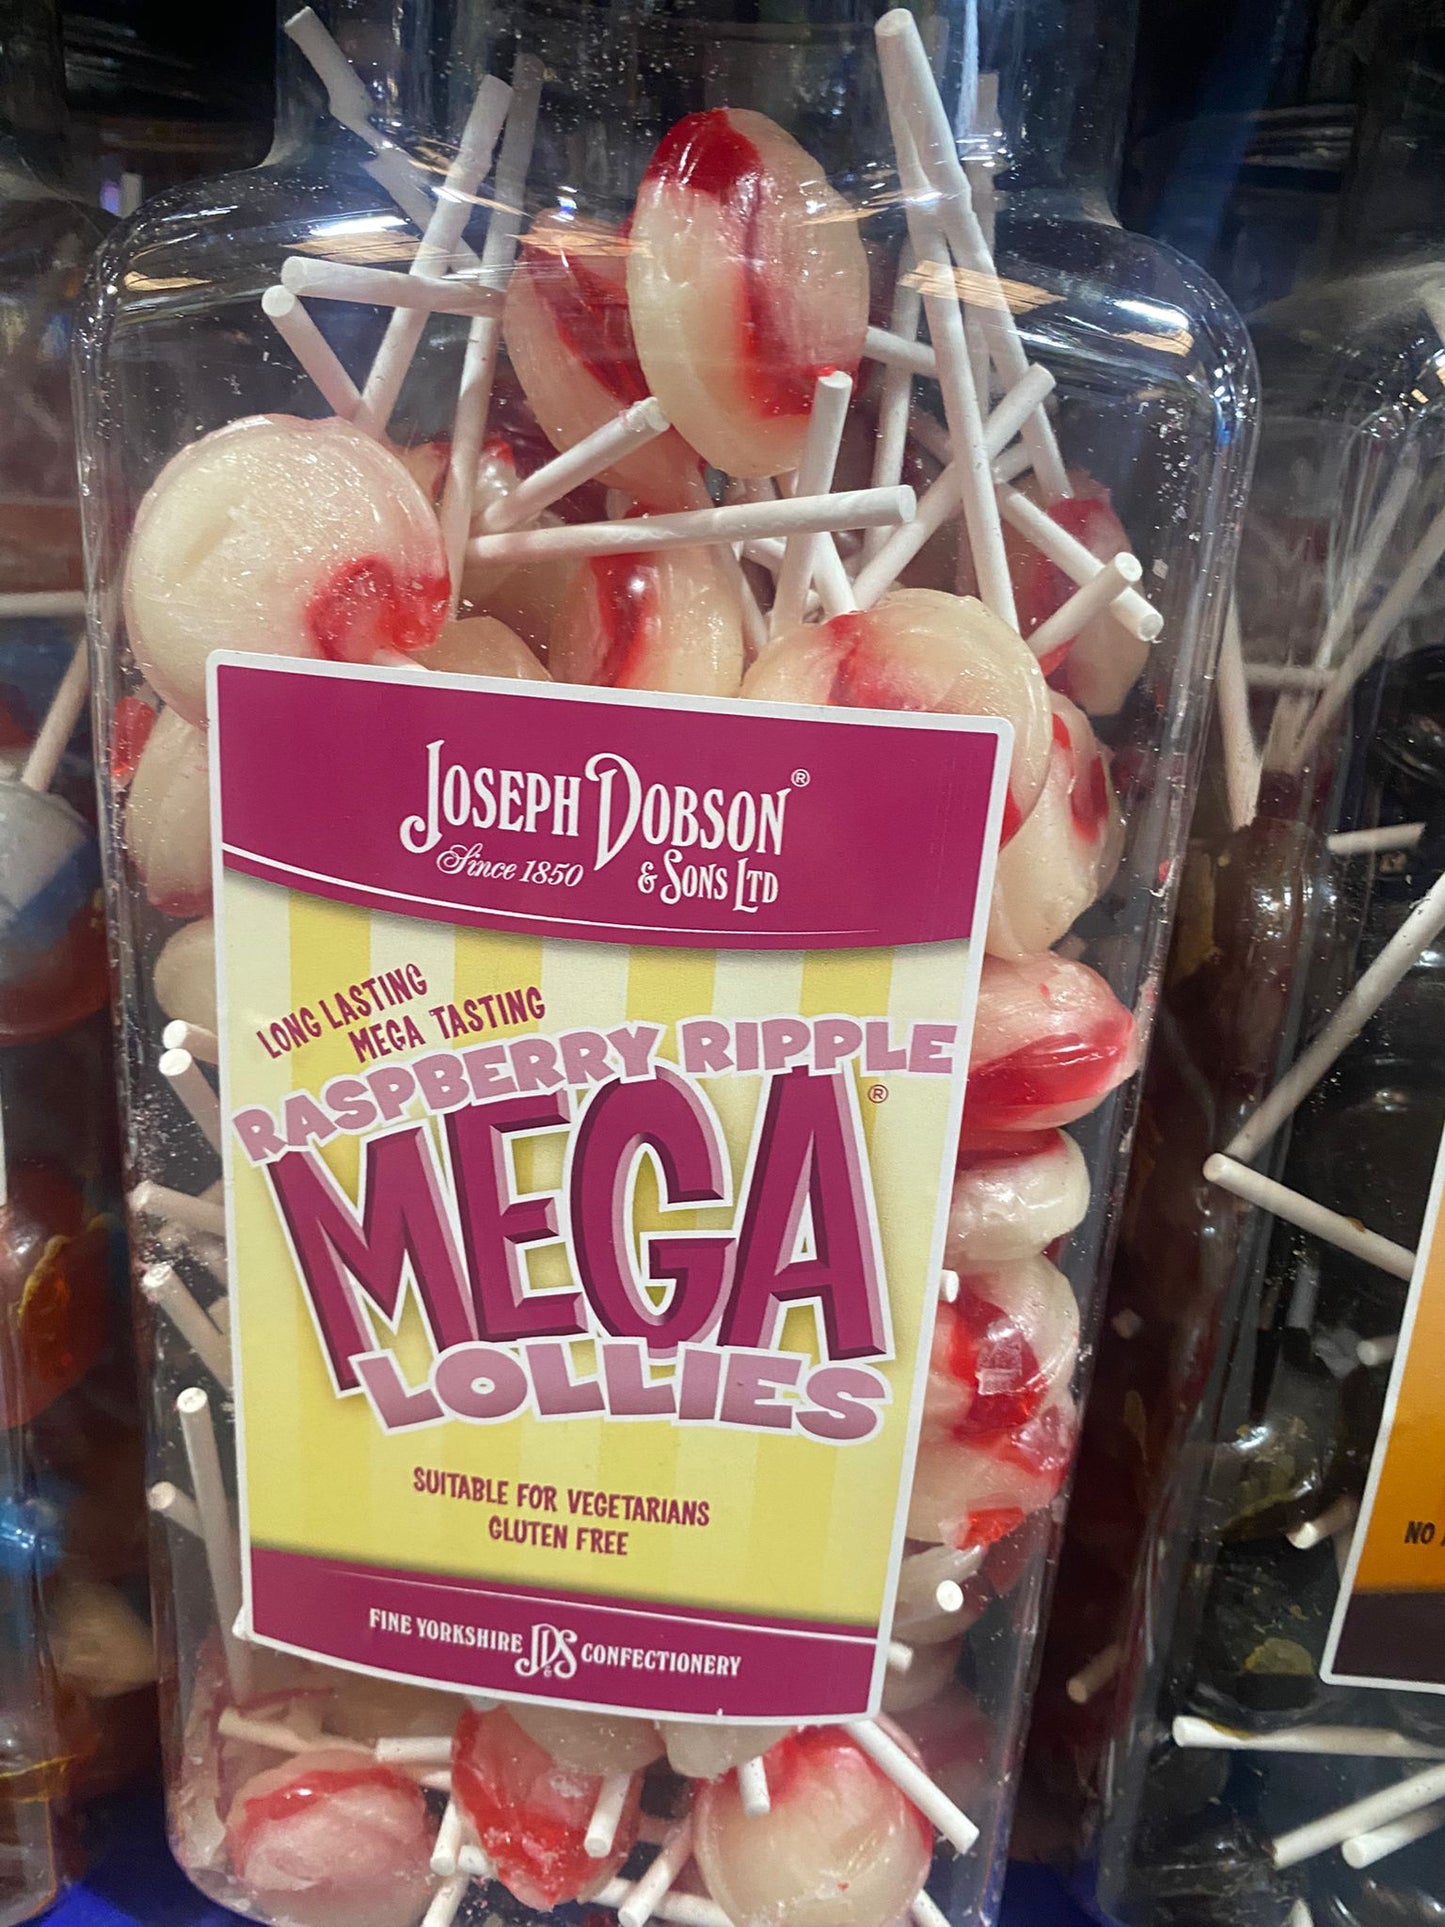 JOSEPH DOBSON®
Since 1850 & SONS LTD
LONG LASTING
MEGA TASTING
RASPBERRY RIPPLE
MEGA®
LOLLIES
SUITABLE FOR VEGETARIANS
GLUTEN FREE
FINE YORKSHIRE JD&S CONFECTIONERY
NO